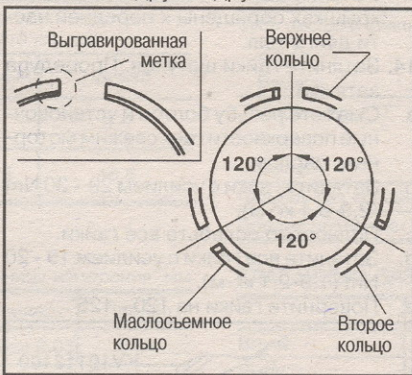 Выгравированная
метка
Верхнее
кольцо
120°
120°
120°
Маслосъемное
кольцо
Второе
кольцо